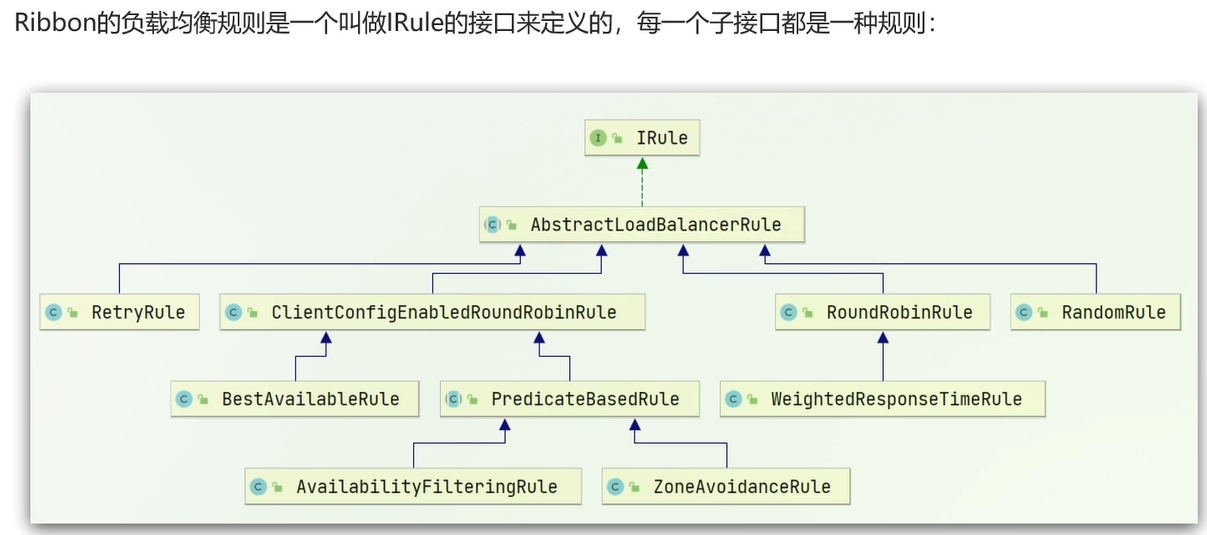 Ribbon的负载均衡规则是一个叫做IRule的接口来定义的，每一个子接口都是一种规则：
I IRule
C AbstractLoadBalancerRule
C RetryRule C ClientConfigEnabledRoundRobinRule C RoundRobinRule C RandomRule
C BestAvailableRule C PredicateBasedRule C WeightedResponseTimeRule
C AvailabilityFilteringRule C ZoneAvoidanceRule